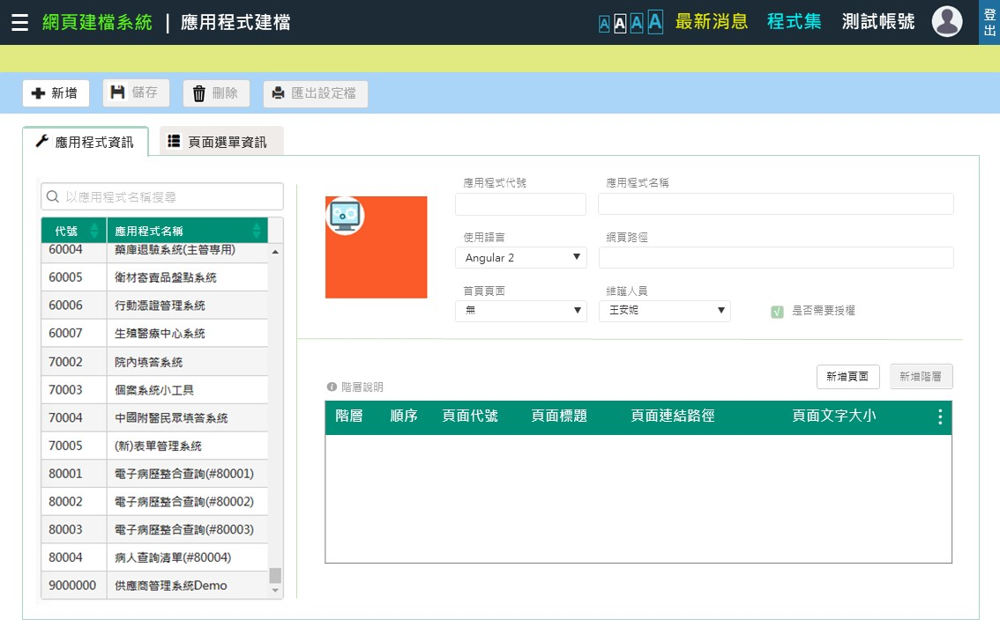 網頁建檔系統 | 應用程式建檔
A A A A 最新消息 程式集 測試帳號 登出
新增 儲存 刪除 匯出設定檔
應用程式資訊 頁面選單資訊
以應用程式名稱搜尋
代號 應用程式名稱
60004 藥庫退驗系統(主管專用)
60005 衛材寄賣品盤點系統
60006 行動憑證管理系統
60007 生殖醫療中心系統
70002 院內填答系統
70003 個案系統小工具
70004 中國附醫民眾填答系統
70005 (新)表單管理系統
80001 電子病歷整合查詢(#80001)
80002 電子病歷整合查詢(#80002)
80003 電子病歷整合查詢(#80003)
80004 病人查詢清單(#80004)
9000000 供應商管理系統Demo
應用程式代號 應用程式名稱
使用語言 網頁路徑
Angular 2
首頁頁面 維護人員
無 王安妮 是否需要授權
新增頁面 新增階層
階層說明
階層 順序 頁面代號 頁面標題 頁面連結路徑 頁面文字大小